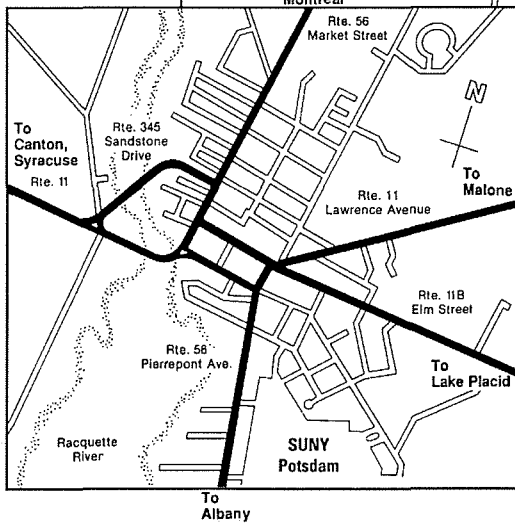 Montreal
Rte. 56
Market Street
N
To
Canton,
Syracuse
Rte. 11
Rte. 345
Sandstone
Drive
To
Malone
Rte. 11
Lawrence Avenue
Rte. 11B
Elm Street
Rte. 56
Pierrepont Ave.
To
Lake Placid
Racquette
River
SUNY
Potsdam
To
Albany